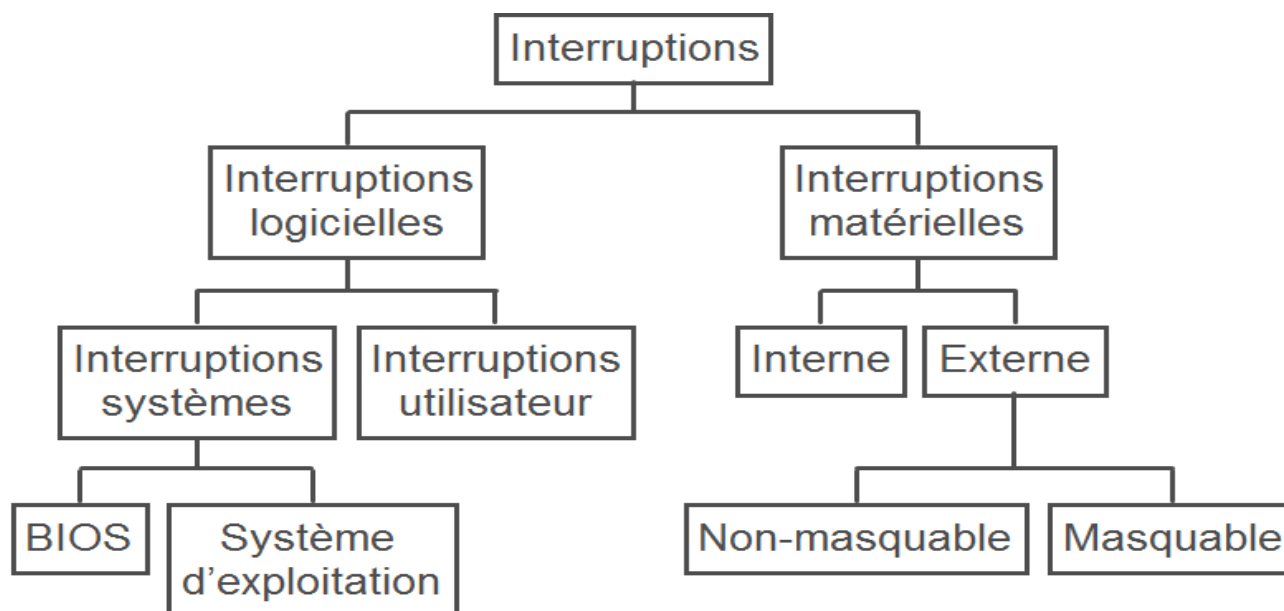 Interruptions
Interruptions
logicielles
Interruptions
matérielles
Interruptions
systèmes
Interruptions
utilisateur
Interne
Externe
BIOS
Système
d’exploitation
Non-masquable
Masquable